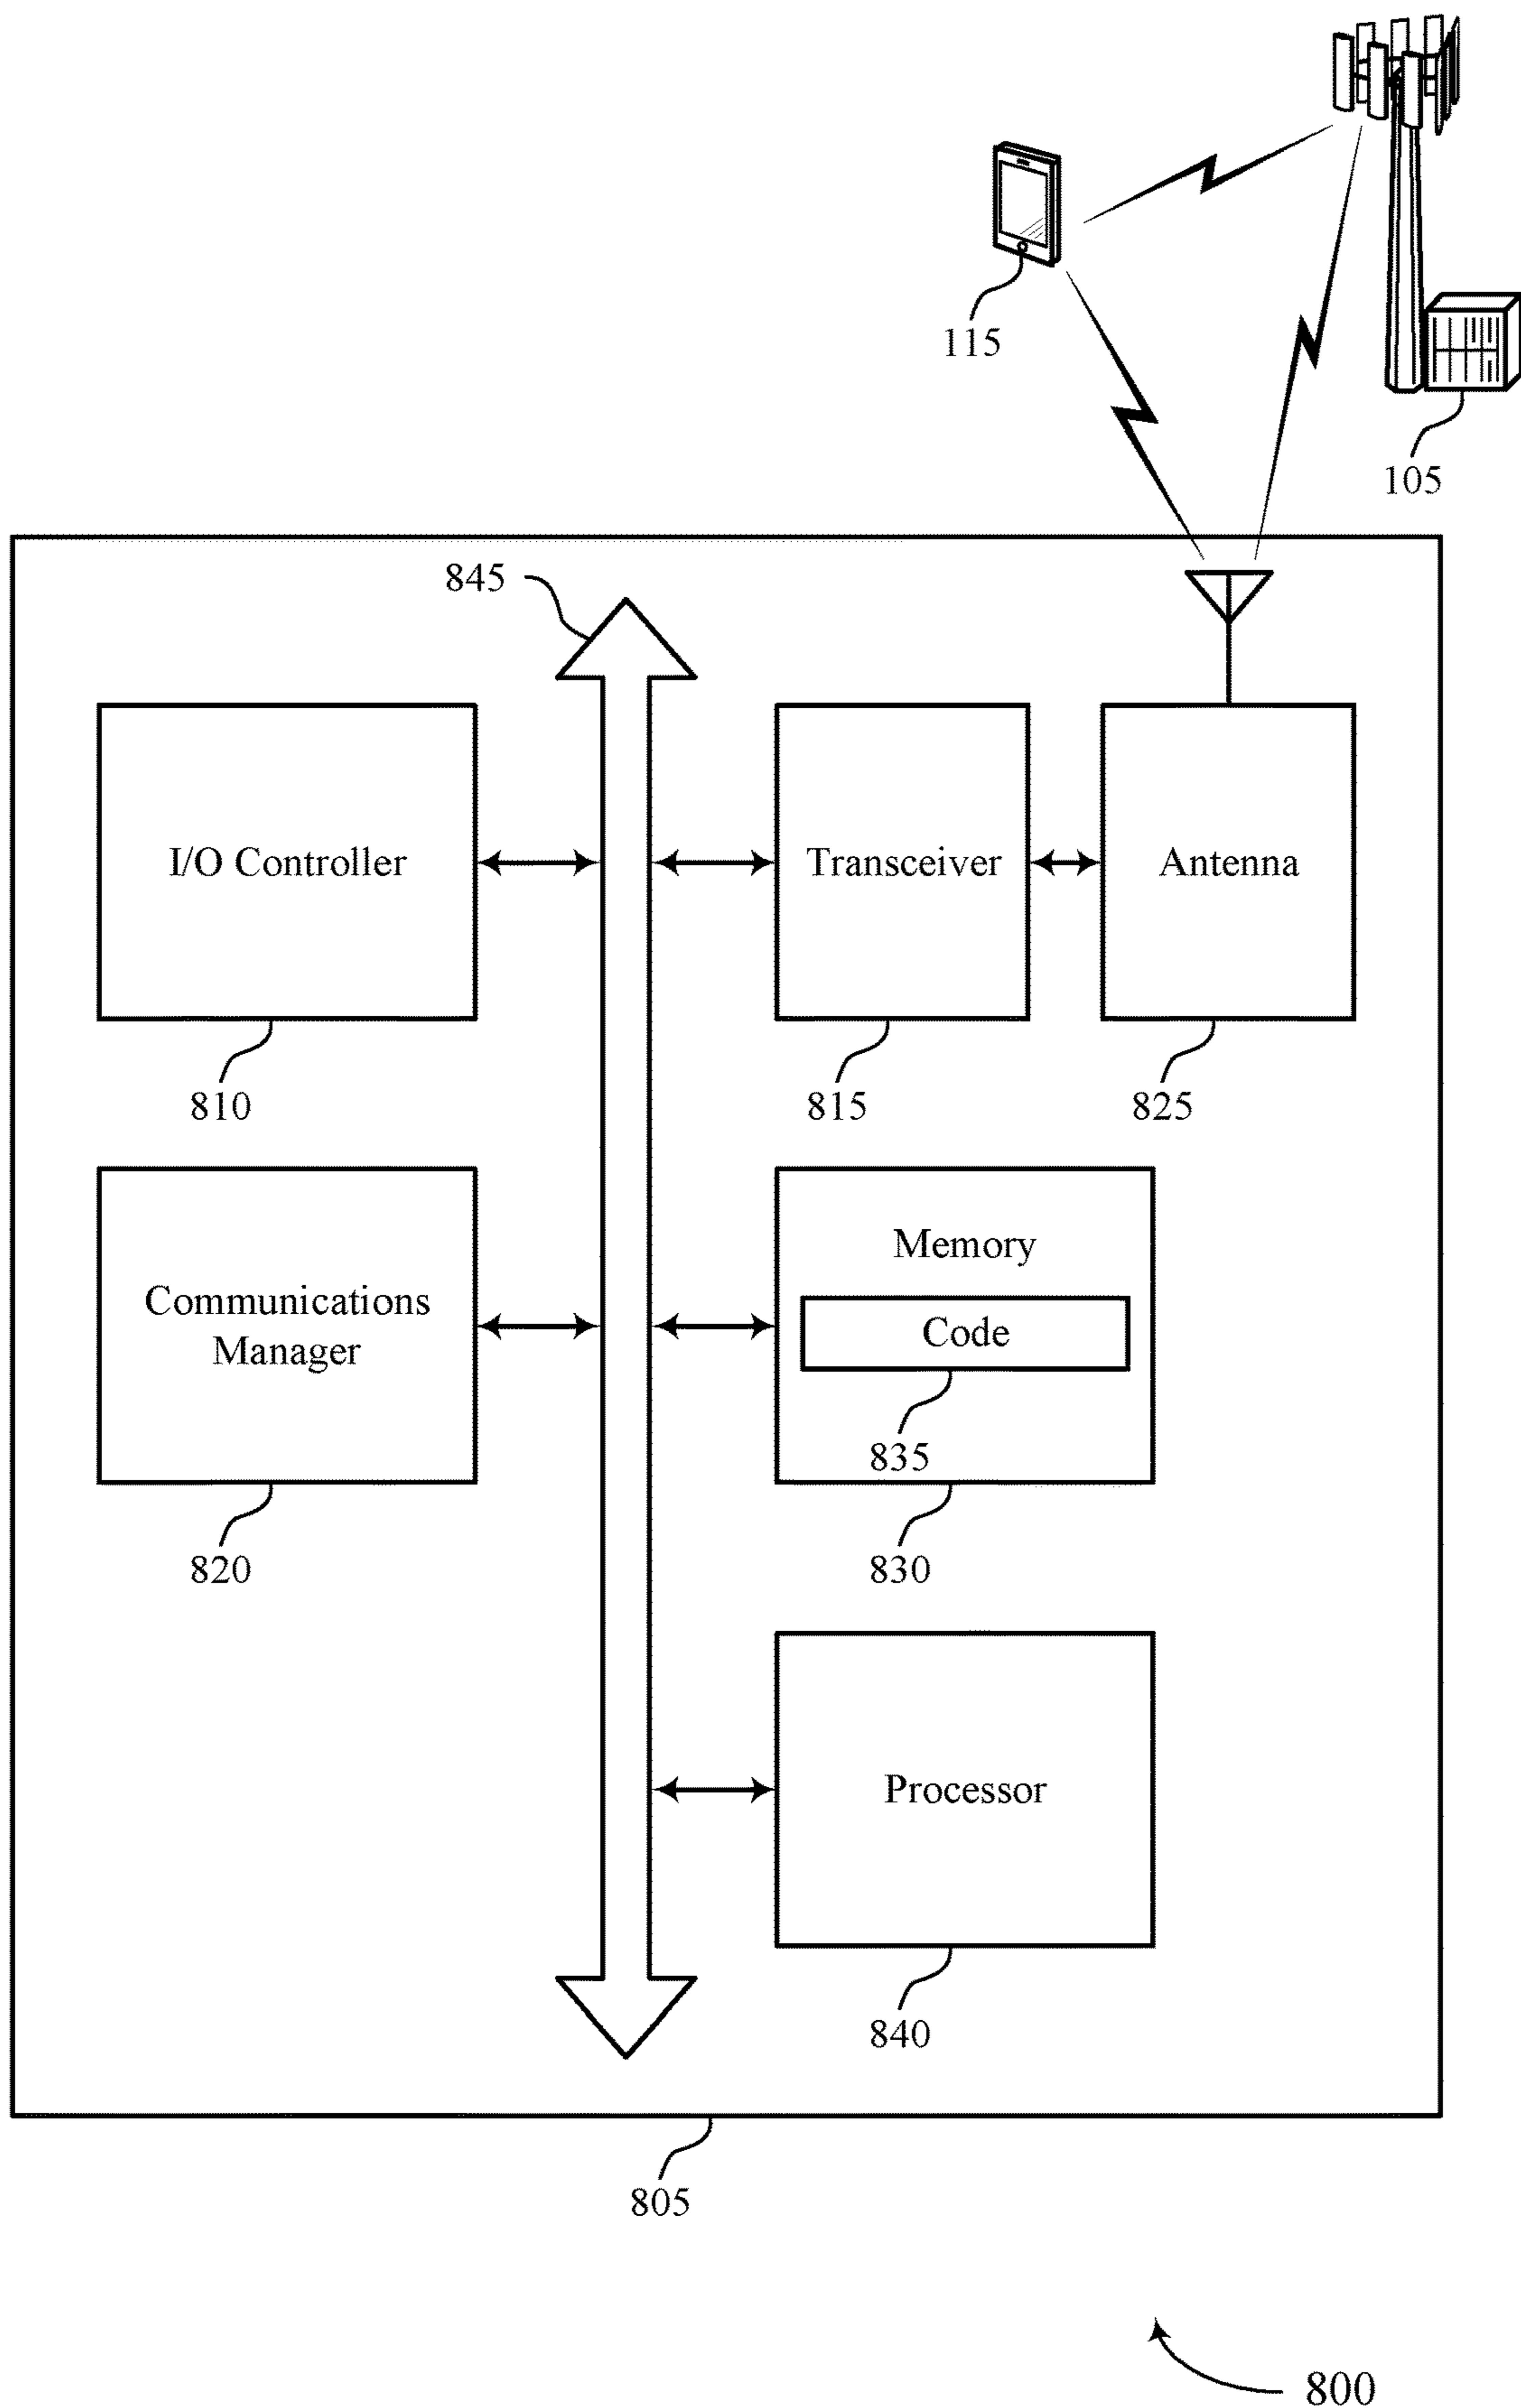 115
105
845
I/O Controller
Transceiver
Antenna
810
815
825
Communications
Manager
Memory
Code
835
820
830
Processor
840
805
800